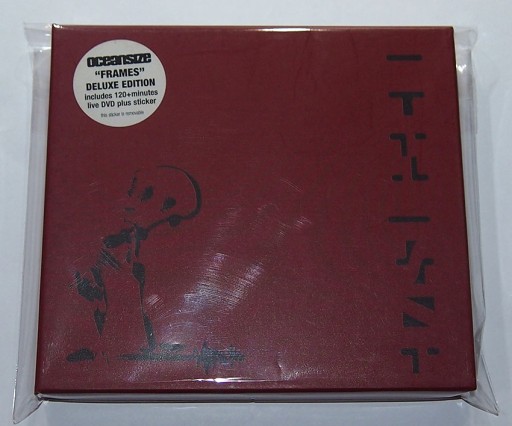 oceansize
"FRAMES"
DELUXE EDITION
includes 120+minutes
live DVD plus sticker
this sticker is removable